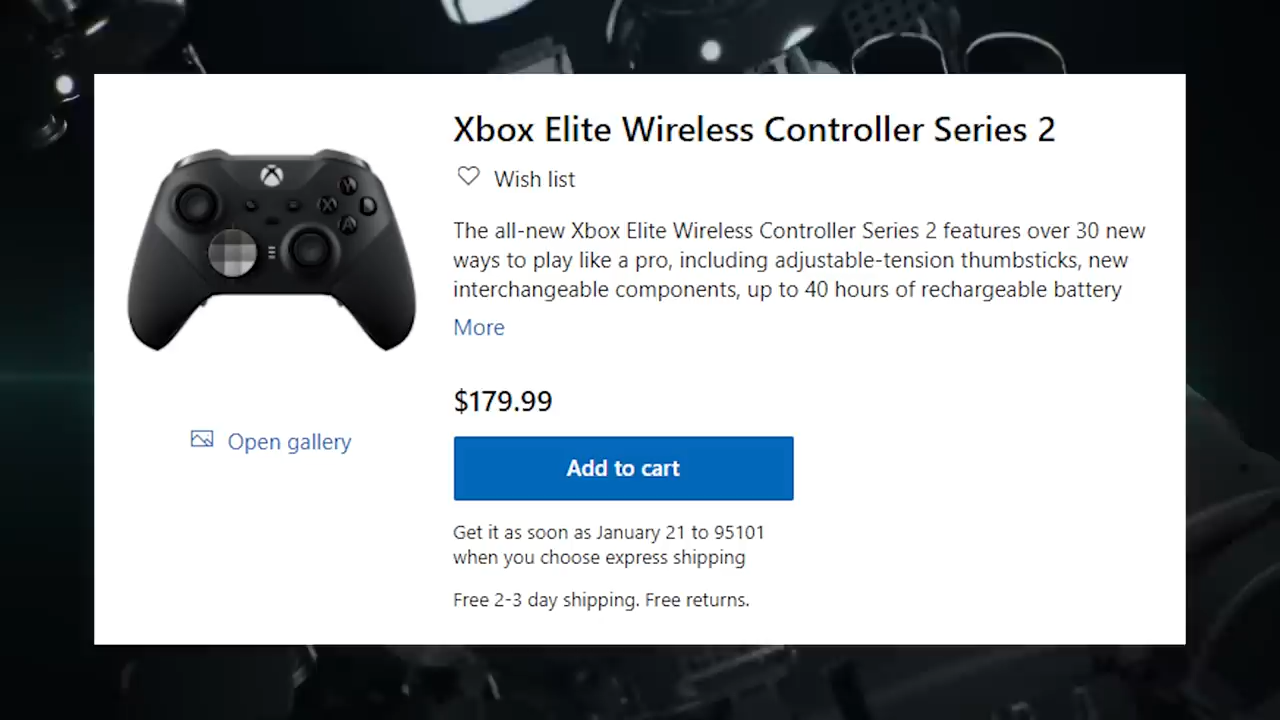 Xbox Elite Wireless Controller Series 2
Wish list
The all-new Xbox Elite Wireless Controller Series 2 features over 30 new
ways to play like a pro, including adjustable-tension thumbsticks, new
interchangeable components, up to 40 hours of rechargeable battery
More
$179.99
Open gallery
Add to cart
Get it as soon as January 21 to 95101
when you choose express shipping
Free 2-3 day shipping. Free returns.
Y
X
A